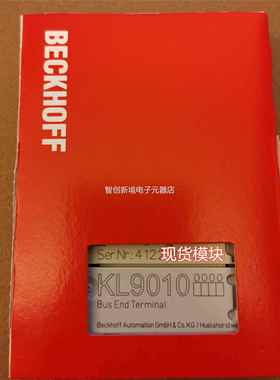 BECKHOFF
智创新境电子元器店
Ser.Nr.: 412
现货模块
KL9010
Bus End Terminal
Beckhoff Automation GmbH & Co. KG /